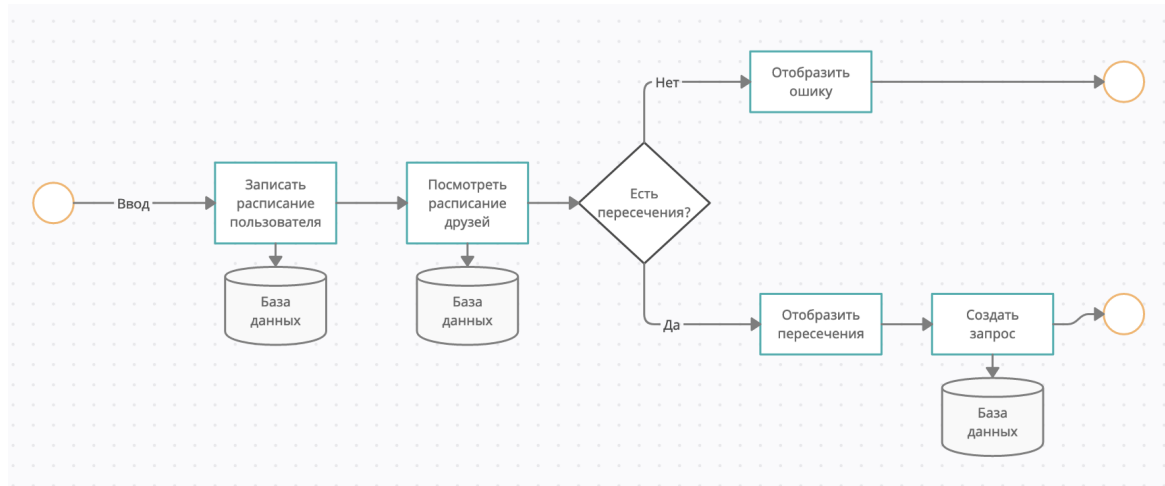 Ввод
Записать
расписание
пользователя
База
данных
Посмотреть
расписание
друзей
База
данных
Есть
пересечения?
Нет
Отобразить
ошику
Да
Отобразить
пересечения
Создать
запрос
База
данных